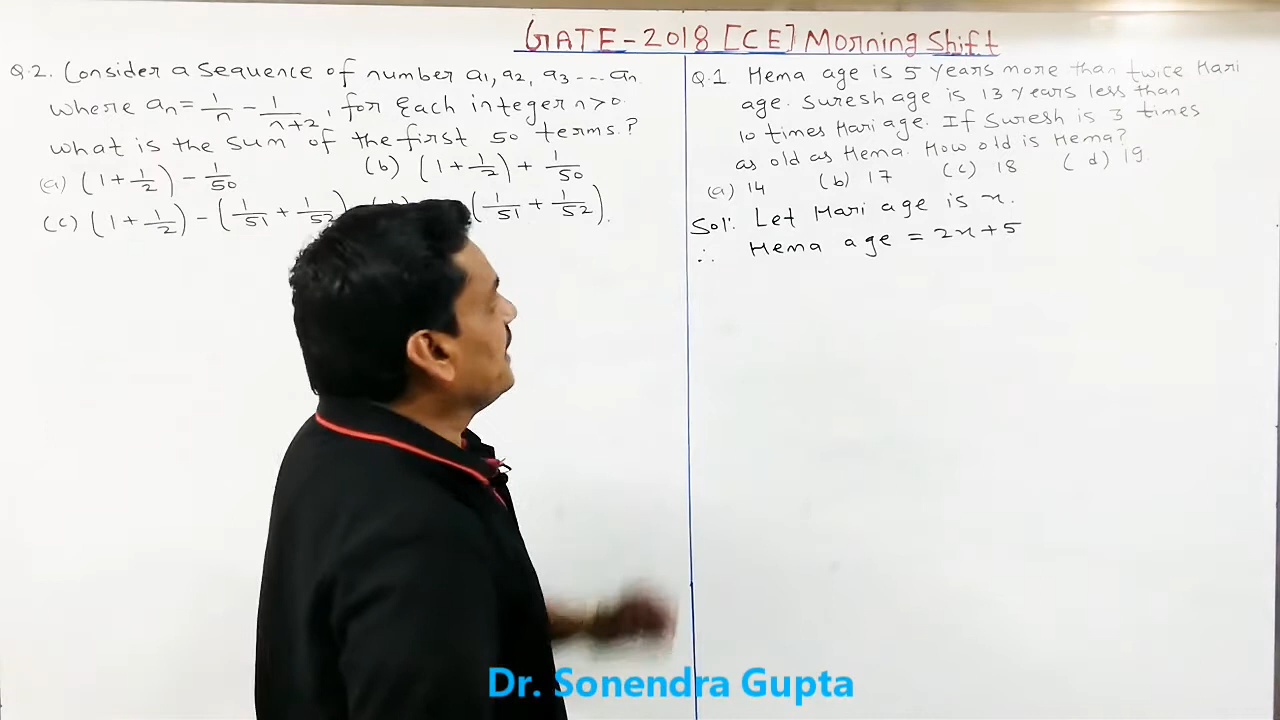 GATE-2018 [CE] Morning Shift
Q.2. Consider a sequence of number a1, a2, a3 --- an.
where an = 1/n - 1/n+2, for Each integer n>0.
what is the sum of the first 50 terms.?
(a) (1+1/2) - 1/50 (b) (1+1/2) + 1/50
(c) (1+1/2) - (1/51 + 1/52) (1/51 + 1/52).
Q.1 Hema age is 5 years more than twice Hari
age. Suresh age is 13 years less than
10 times Hari age. If Suresh is 3 times
as old as Hema. How old is Hema?
(a) 14 (b) 17 (c) 18 (d) 19.
Sol: Let Hari age is x.
∴ Hema age = 2x+5
Dr. Sonendra Gupta